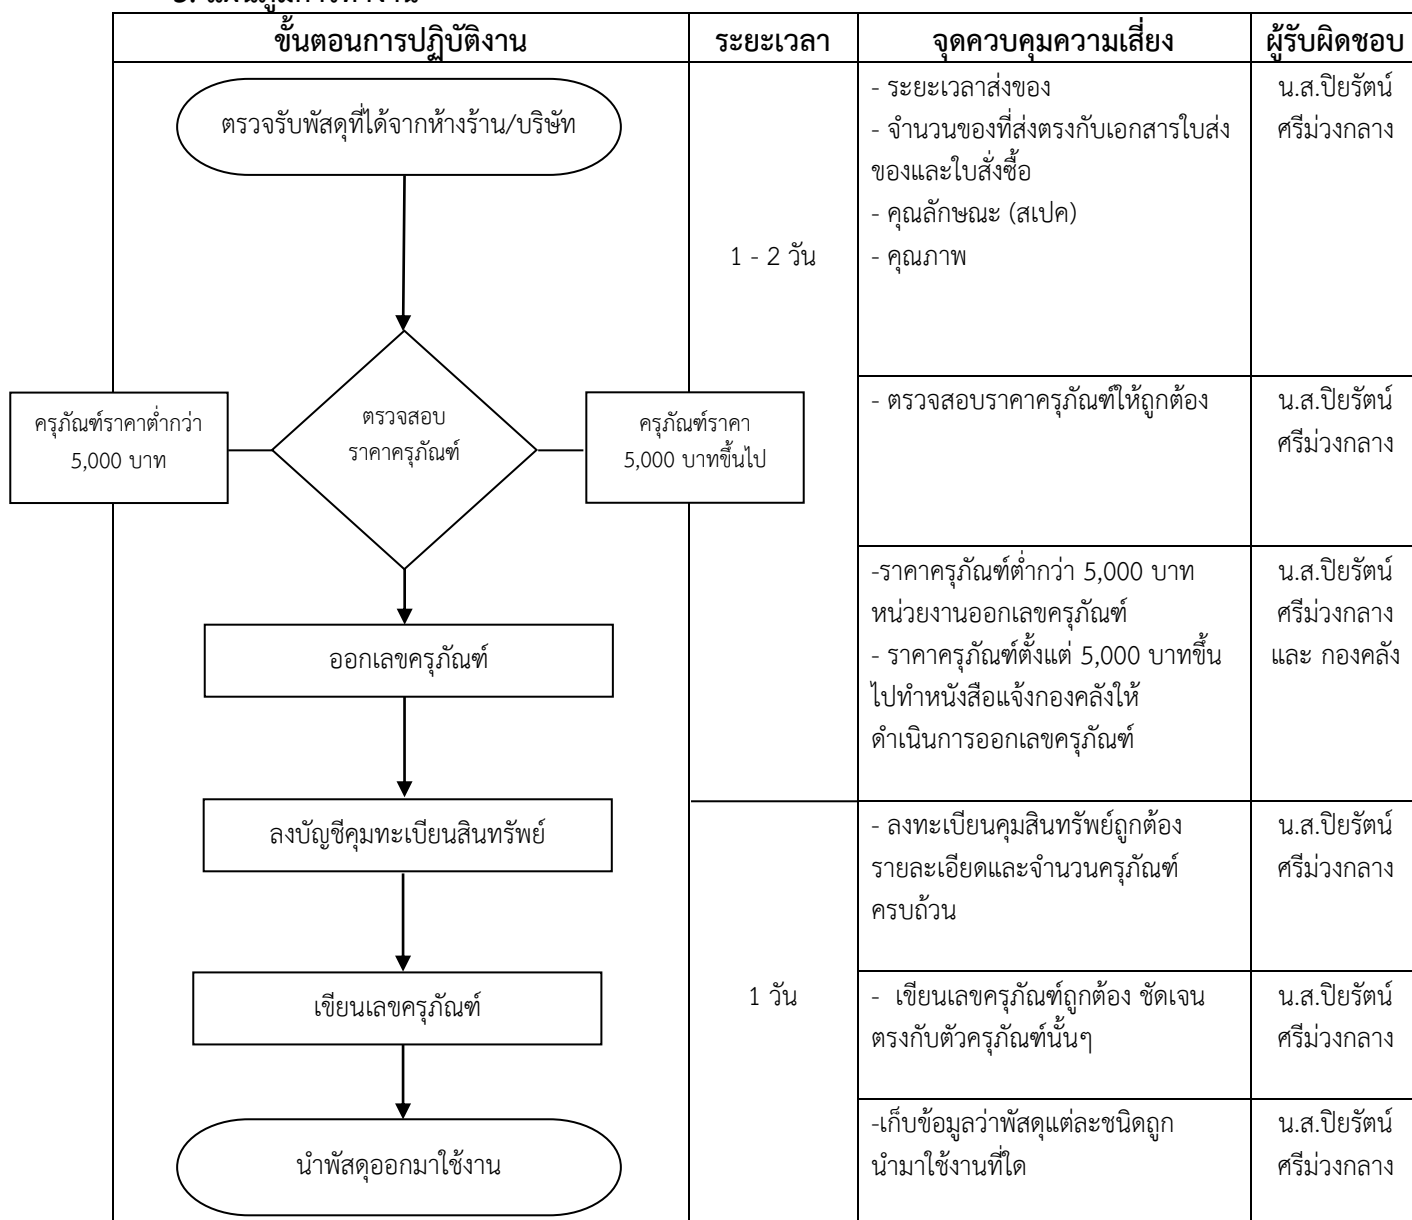 ขั้นตอนการปฏิบัติงาน
ระยะเวลา
จุดควบคุมความเสี่ยง
ผู้รับผิดชอบ
ตรวจรับพัสดุที่ได้จากห้างร้าน/บริษัท
1 - 2 วัน
- ระยะเวลาส่งของ
- จำนวนของที่ส่งตรงกับเอกสารใบส่ง
ของและใบสั่งซื้อ
- คุณลักษณะ (สเปค)
- คุณภาพ
น.ส.ปิยรัตน์
ศรีม่วงกลาง
ครุภัณฑ์ราคาต่ำกว่า
5,000 บาท
ตรวจสอบ
ราคาครุภัณฑ์
ครุภัณฑ์ราคา
5,000 บาทขึ้นไป
- ตรวจสอบราคาครุภัณฑ์ให้ถูกต้อง
น.ส.ปิยรัตน์
ศรีม่วงกลาง
ออกเลขครุภัณฑ์
-ราคาครุภัณฑ์ต่ำกว่า 5,000 บาท
หน่วยงานออกเลขครุภัณฑ์
- ราคาครุภัณฑ์ตั้งแต่ 5,000 บาทขึ้น
ไปทำหนังสือแจ้งกองคลังให้
ดำเนินการออกเลขครุภัณฑ์
น.ส.ปิยรัตน์
ศรีม่วงกลาง
และ กองคลัง
ลงบัญชีคุมทะเบียนสินทรัพย์
- ลงทะเบียนคุมสินทรัพย์ถูกต้อง
รายละเอียดและจำนวนครุภัณฑ์
ครบถ้วน
น.ส.ปิยรัตน์
ศรีม่วงกลาง
เขียนเลขครุภัณฑ์
1 วัน
- เขียนเลขครุภัณฑ์ถูกต้อง ชัดเจน
ตรงกับตัวครุภัณฑ์นั้นๆ
น.ส.ปิยรัตน์
ศรีม่วงกลาง
นำพัสดุออกมาใช้งาน
-เก็บข้อมูลว่าพัสดุแต่ละชนิดถูก
นำมาใช้งานที่ใด
น.ส.ปิยรัตน์
ศรีม่วงกลาง